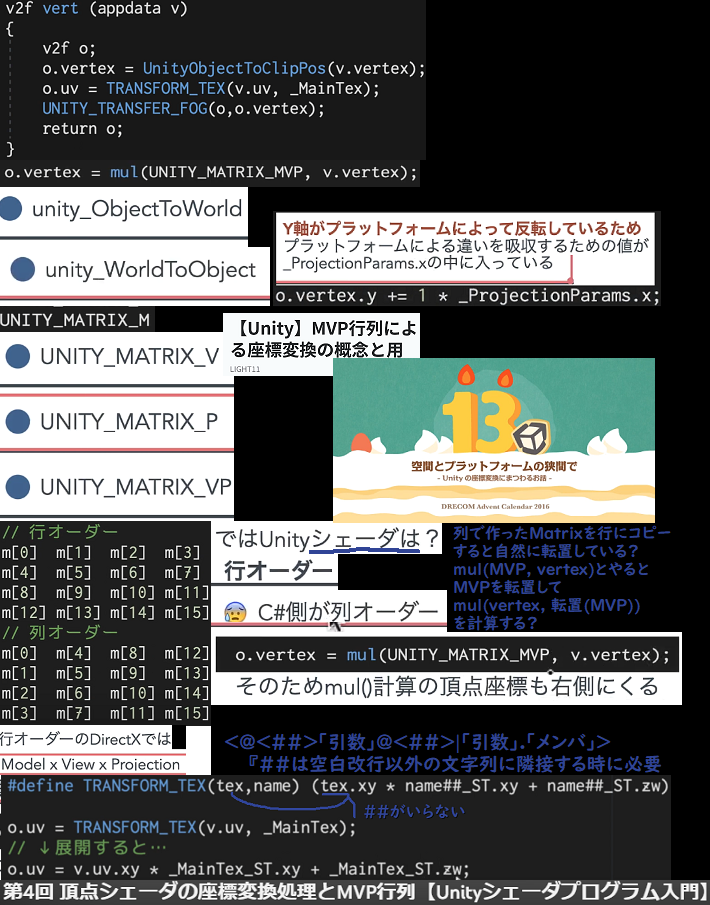 v2f vert (appdata v)
{
v2f o;
o.vertex = UnityObjectToClipPos(v.vertex);
o.uv = TRANSFORM_TEX(v.uv, _MainTex);
UNITY_TRANSFER_FOG(o,o.vertex);
return o;
}
o.vertex = mul(UNITY_MATRIX_MVP, v.vertex);
unity_ObjectToWorld
unity_WorldToObject
Y軸がプラットフォームによって反転しているため
プラットフォームによる違いを吸収するための値が
_ProjectionParams.xの中に入っている
o.vertex.y += 1 * _ProjectionParams.x;
UNITY_MATRIX_M
UNITY_MATRIX_V
UNITY_MATRIX_P
UNITY_MATRIX_VP
【Unity】MVP行列によ
る座標変換の概念と用
LIGHT11
13
空間とプラットフォームの狭間で
- Unity の座標変換にまつわるお話 -
DRECOM Advent Calendar 2016
// 行オーダー
m[0] m[1] m[2] m[3]
m[4] m[5] m[6] m[7]
m[8] m[9] m[10] m[11]
m[12] m[13] m[14] m[15]
// 列オーダー
m[0] m[4] m[8] m[12]
m[1] m[5] m[9] m[13]
m[2] m[6] m[10] m[14]
m[3] m[7] m[11] m[15]
ではUnityシェーダは？
行オーダー
C#側が列オーダー
列で作ったMatrixを行にコピー
すると自然に転置している?
mul(MVP, vertex)とやると
MVPを転置して
mul(vertex, 転置(MVP))
を計算する?
o.vertex = mul(UNITY_MATRIX_MVP, v.vertex);
そのためmul()計算の頂点座標も右側にくる
行オーダーのDirectXでは
Model x View x Projection
<@<##>｢引数｣@<##>|｢引数｣.｢メンバ｣>
『##は空白改行以外の文字列に隣接する時に必要
#define TRANSFORM_TEX(tex,name) (tex.xy * name##_ST.xy + name##_ST.zw)
##がいらない
o.uv = TRANSFORM_TEX(v.uv, _MainTex);
// ↓展開すると…
o.uv = v.uv.xy * _MainTex_ST.xy + _MainTex_ST.zw;
第4回 頂点シェーダの座標変換処理とMVP行列【Unityシェーダプログラム入門】